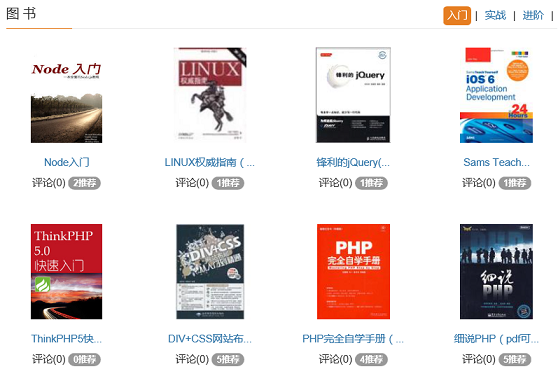 图 书
入门 | 实战 | 进阶 |
Node 入门
LINUX
权威指南
锋利的jQuery
Sams Teach Yourself
iOS 6
Application
Development
24
Hours
Node入门
LINUX权威指南（...
锋利的jQuery(...
Sams Teach...
评论(0) 2推荐
评论(0) 1推荐
评论(0) 1推荐
评论(0) 1推荐
ThinkPHP
5.0
快速入门
DIV+CSS
PHP
完全自学手册
细说
PHP
ThinkPHP5快...
DIV+CSS网站布...
PHP完全自学手册（...
细说PHP（pdf可...
评论(0) 0推荐
评论(0) 5推荐
评论(0) 4推荐
评论(0) 5推荐